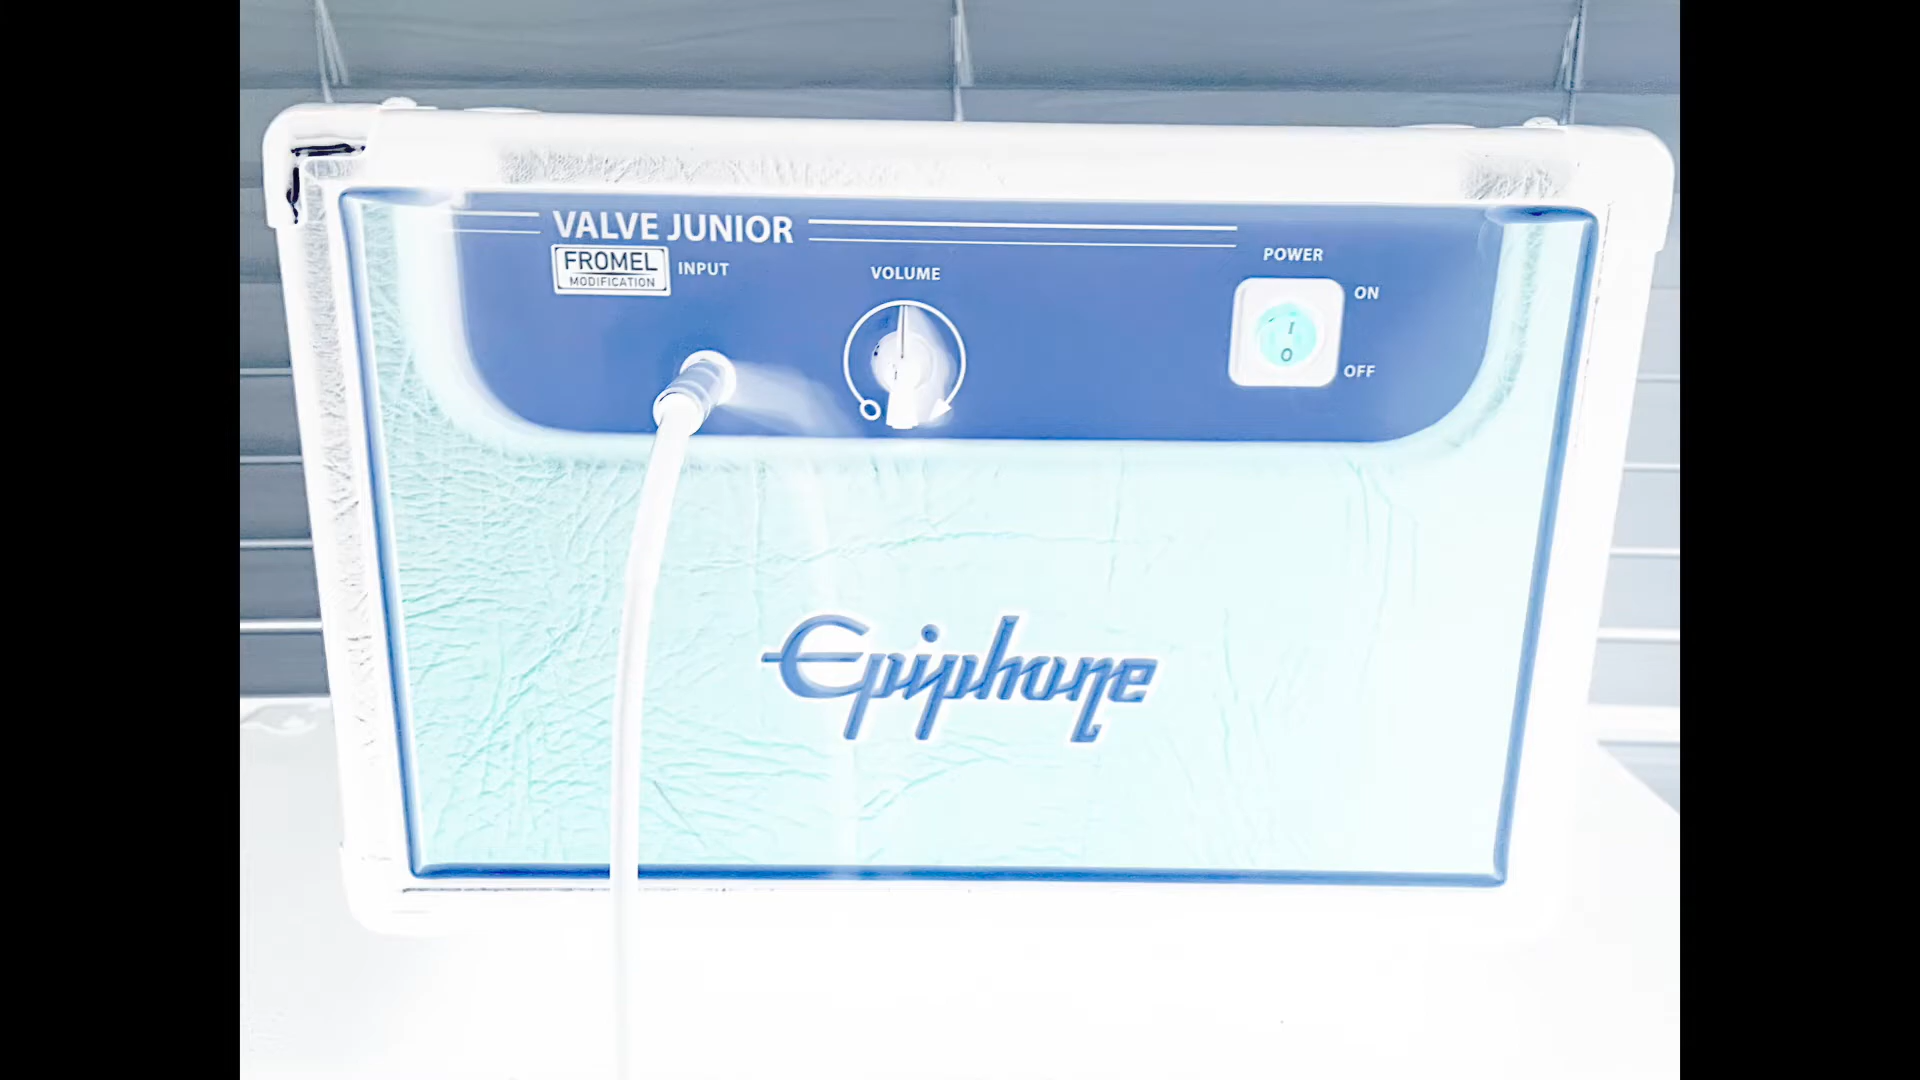 VALVE JUNIOR
FROMEL
MODIFICATION
INPUT
VOLUME
POWER
ON
I
O
OFF
Epiphone